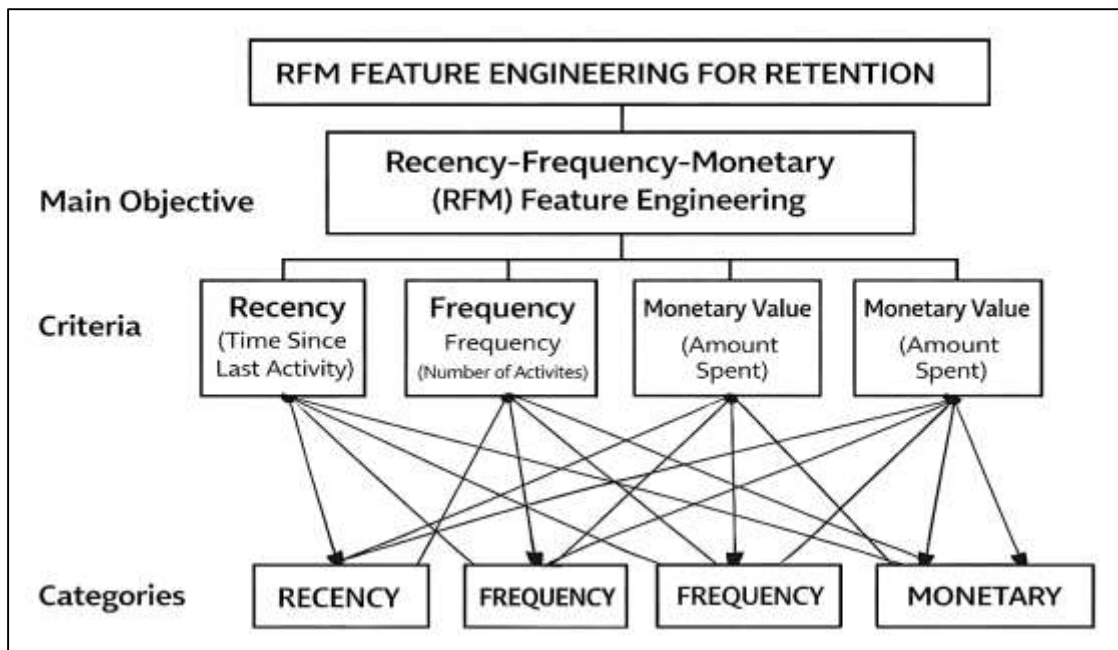 RFM FEATURE ENGINEERING FOR RETENTION
Recency-Frequency-Monetary
(RFM) Feature Engineering
Main Objective
Criteria
Recency
(Time Since
Last Activity)
Frequency
Frequency
(Number of Activites)
Monetary Value
(Amount
Spent)
Monetary Value
(Amount
Spent)
Categories
RECENCY
FREQUENCY
FREQUENCY
MONETARY